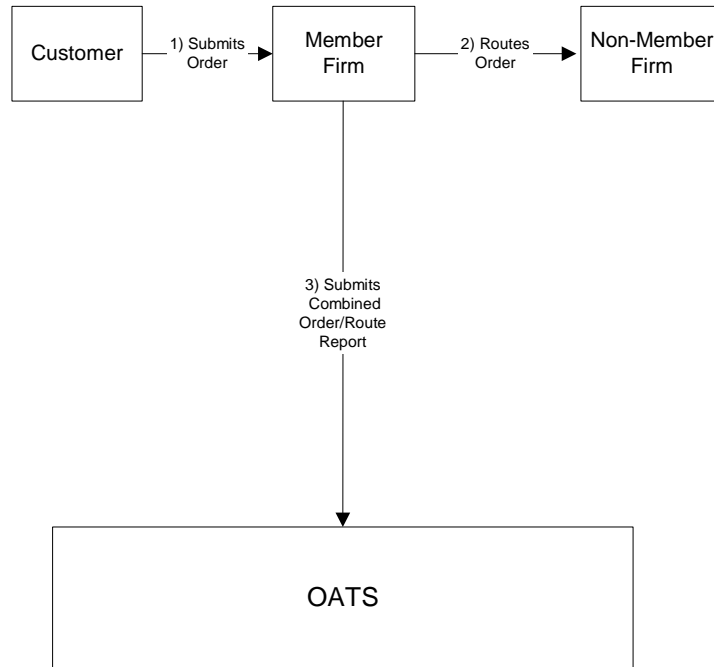 Customer
1) Submits
Order
Member
Firm
2) Routes
Order
Non-Member
Firm
3) Submits
Combined
Order/Route
Report
OATS